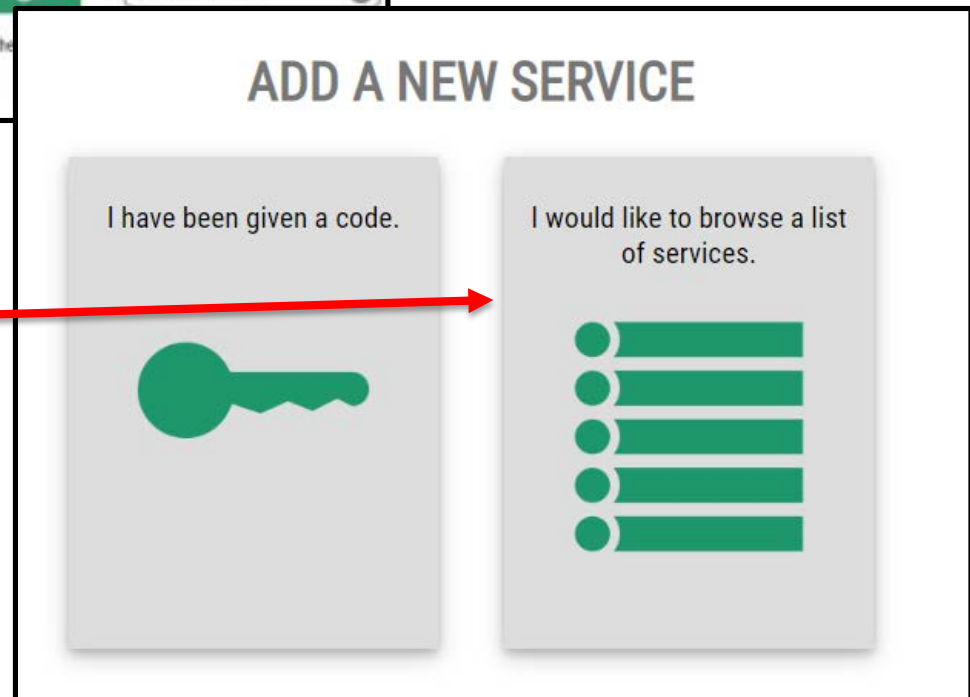 ADD A NEW SERVICE
I have been given a code.
I would like to browse a list
of services.